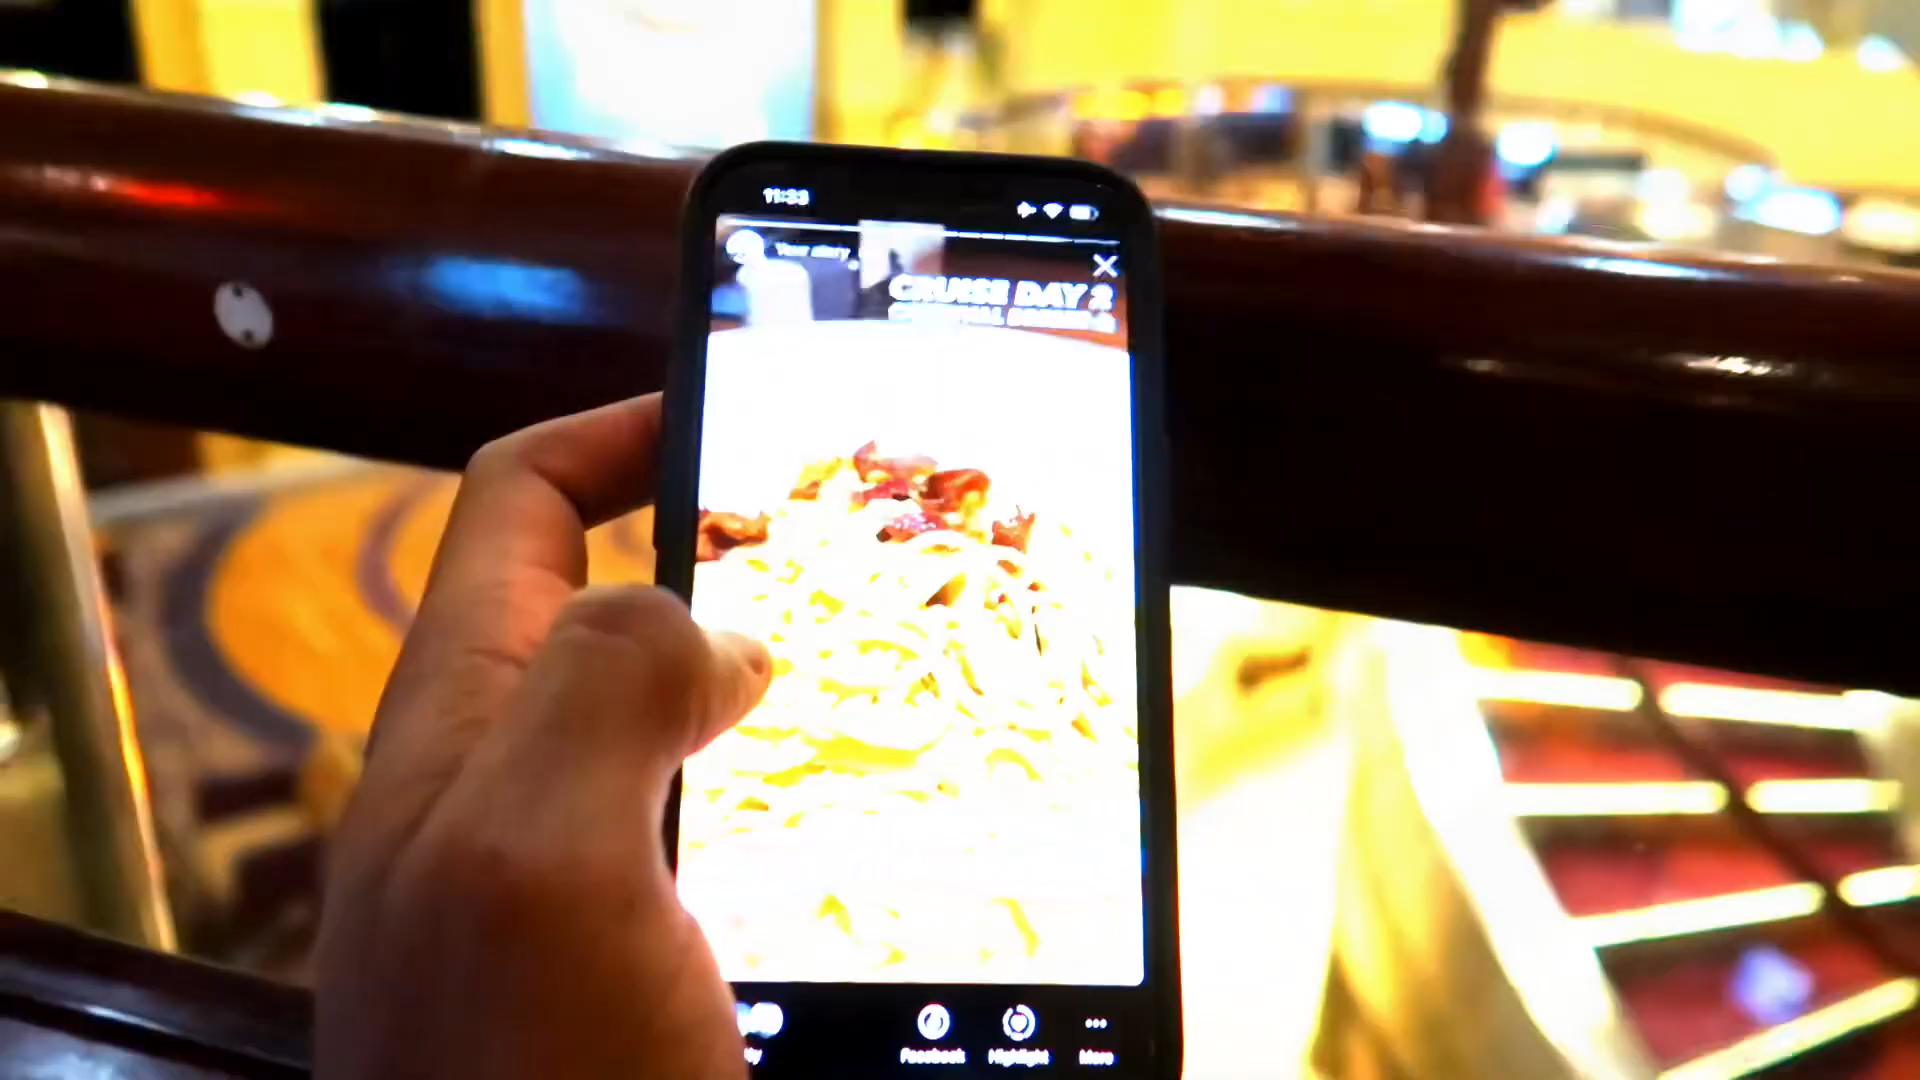 11:33
Your story
CRUISE DAY 2
Facebook
Highlight
More